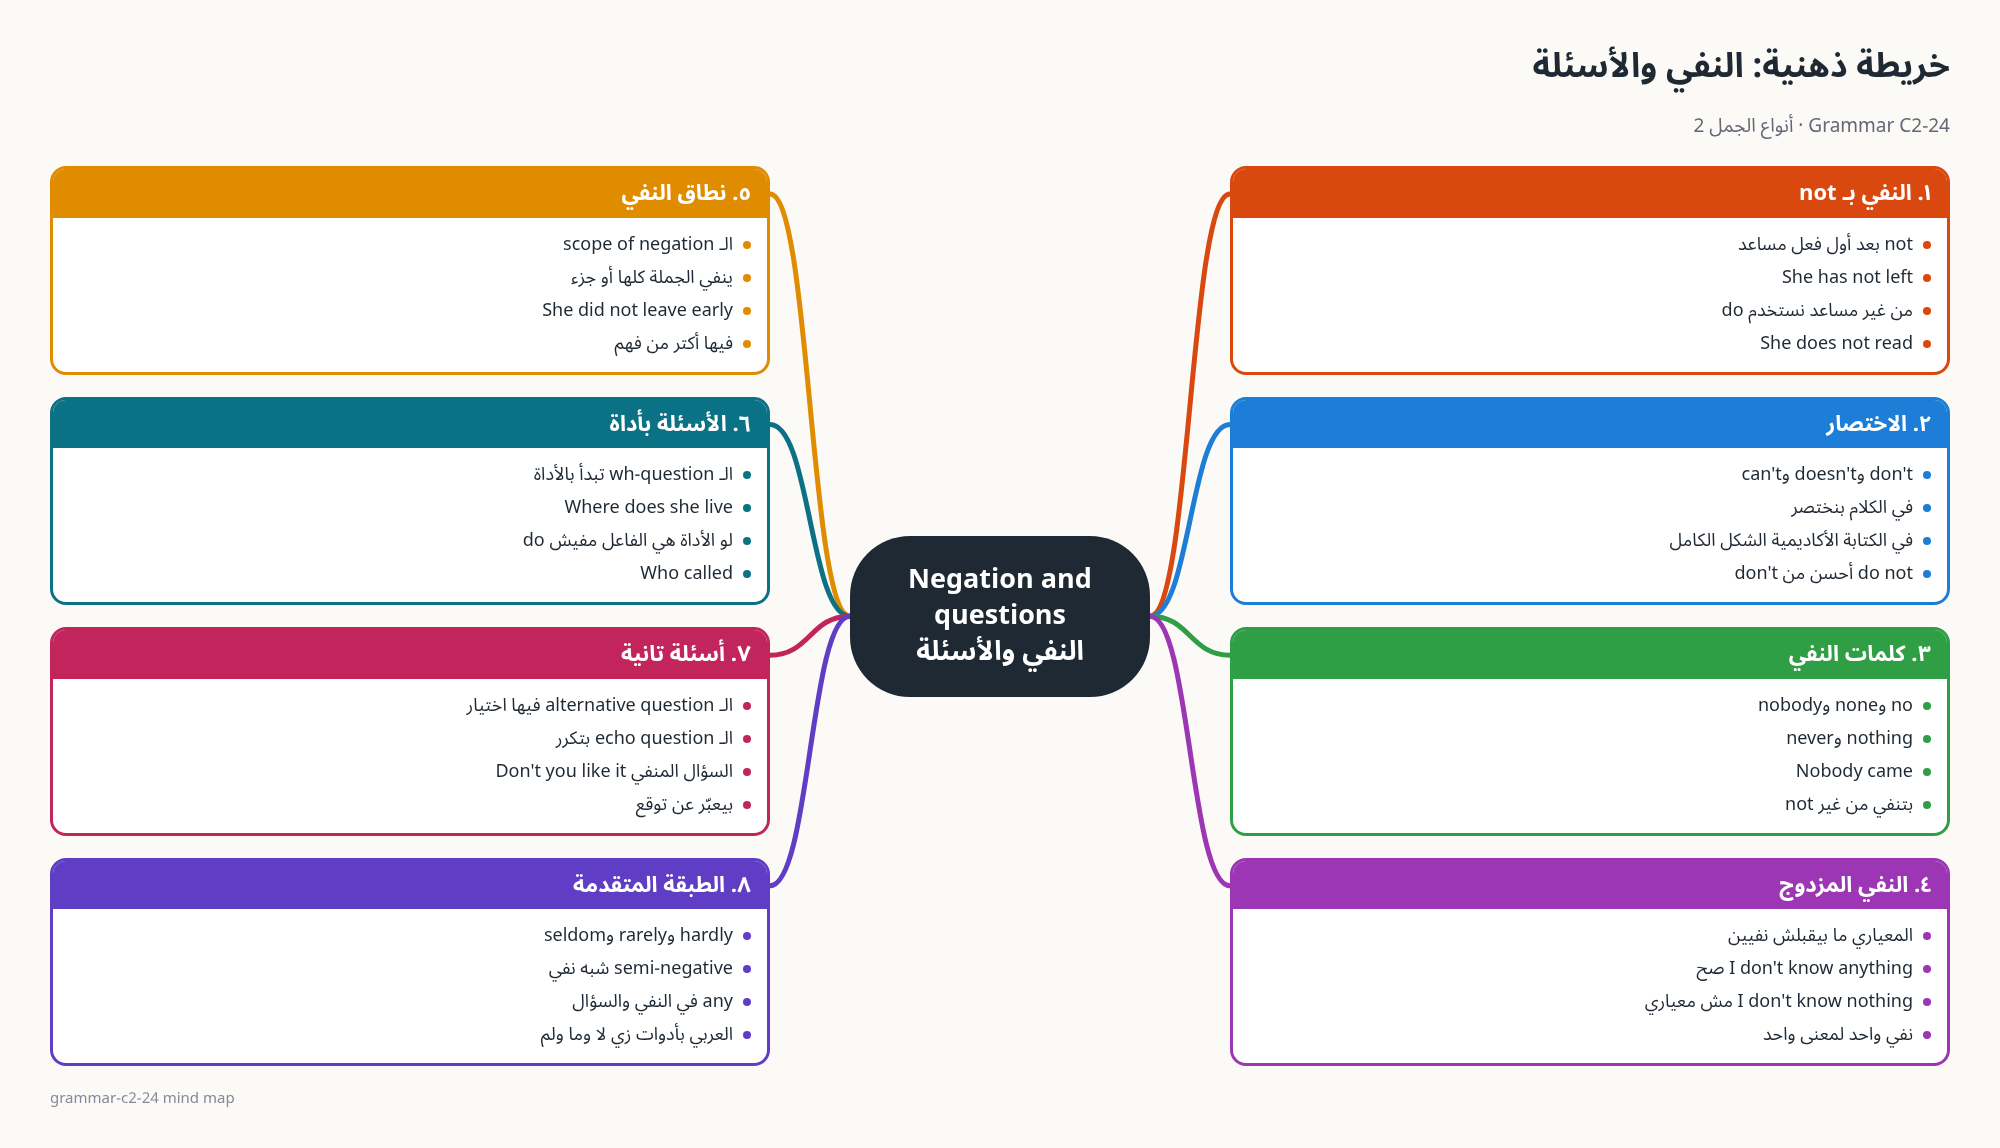 خريطة ذهنية: النفي والأسئلة
Grammar C2-24 · أنواع الجمل 2
١. النفي بـ not
not بعد أول فعل مساعد
She has not left
من غير مساعد نستخدم do
She does not read
٢. الاختصار
don't وdoesn't وcan't
في الكلام بنختصر
في الكتابة الأكاديمية الشكل الكامل
do not أحسن من don't
٣. كلمات النفي
no وnone وnobody
nothing وnever
Nobody came
بتنفي من غير not
٤. النفي المزدوج
المعياري ما بيقبلش نفيين
I don't know anything صح
I don't know nothing مش معياري
نفي واحد لمعنى واحد
Negation and
questions
النفي والأسئلة
٥. نطاق النفي
الـ scope of negation
ينفي الجملة كلها أو جزء
She did not leave early
فيها أكتر من فهم
٦. الأسئلة بأداة
الـ wh-question تبدأ بالأداة
Where does she live
لو الأداة هي الفاعل مفيش do
Who called
٧. أسئلة تانية
الـ alternative question فيها اختيار
الـ echo question بتكرر
السؤال المنفي Don't you like it
بيعبّر عن توقع
٨. الطبقة المتقدمة
hardly وrarely وseldom
semi-negative شبه نفي
any في النفي والسؤال
العربي بأدوات زي لا وما ولم
grammar-c2-24 mind map